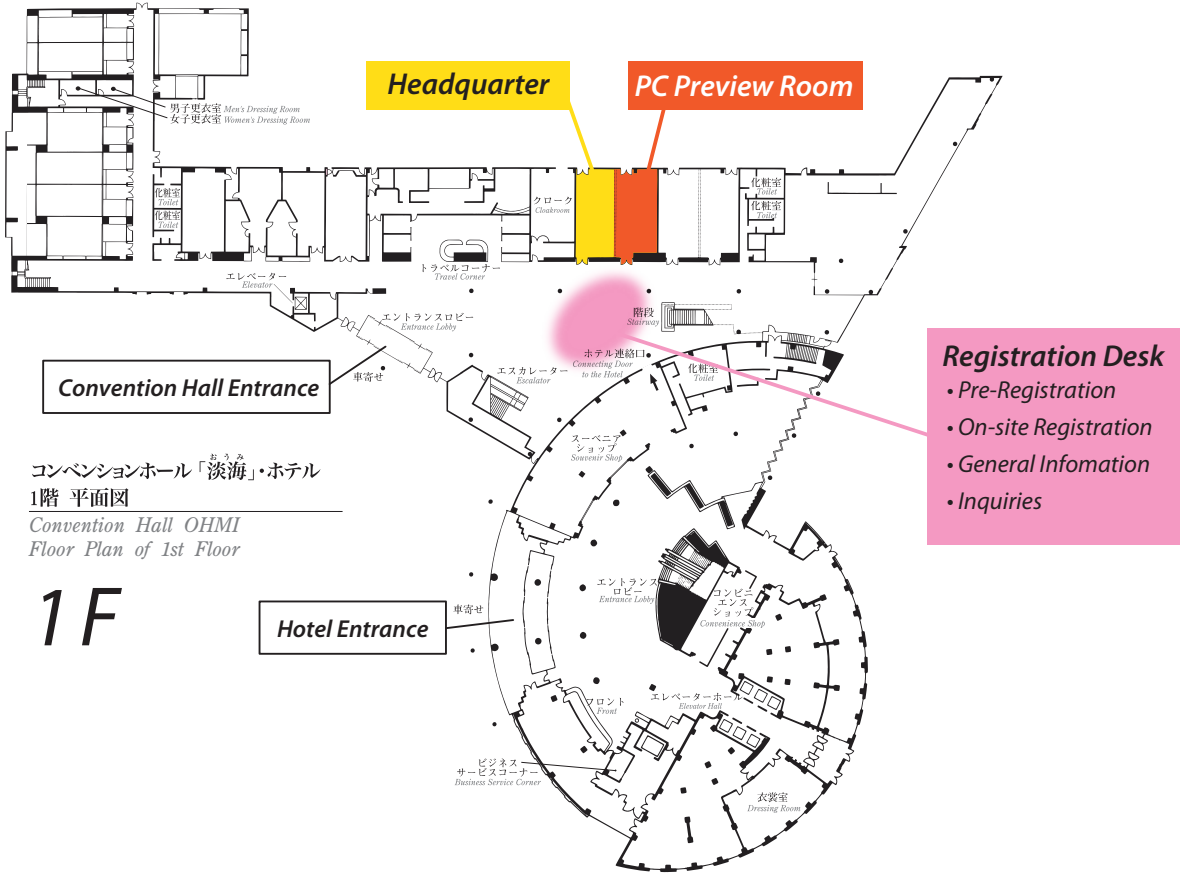 Headquarter
PC Preview Room
男子更衣室 Men's Dressing Room
女子更衣室 Women's Dressing Room
化粧室
Toilet
化粧室
Toilet
クローク
Cloakroom
化粧室
Toilet
化粧室
Toilet
エレベーター
Elevator
トラベルコーナー
Travel Corner
エントランスロビー
Entrance Lobby
階段
Stairway
Convention Hall Entrance
車寄せ
エスカレーター
Escalator
ホテル連絡口
Connecting Door
to the Hotel
化粧室
Toilet
Registration Desk
• Pre-Registration
• On-site Registration
• General Infomation
• Inquiries
スーベニア
ショップ
Souvenir Shop
おうみ
コンベンションホール「淡海」・ホテル
1階 平面図
Convention Hall OHMI
Floor Plan of 1st Floor
1F
エントランス
ロビー
Entrance Lobby
コンビニ
エンス
ショップ
Convenience Shop
車寄せ
Hotel Entrance
フロント
Front
エレベーターホール
Elevator Hall
ビジネス
サービスコーナー
Business Service Corner
衣裳室
Dressing Room